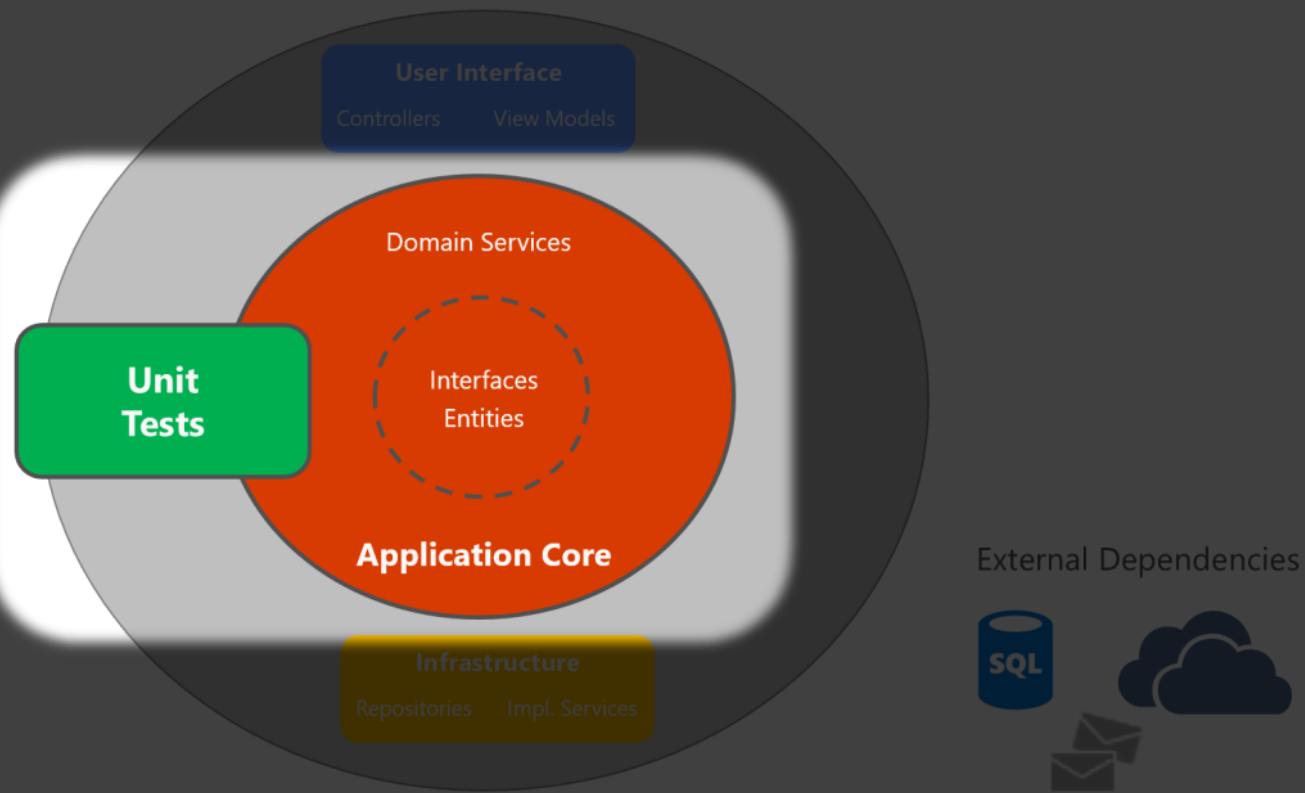 User Interface
Controllers View Models
Domain Services
Unit
Tests
Interfaces
Entities
Application Core
External Dependencies
SQL
Infrastructure
Repositories Impl. Services